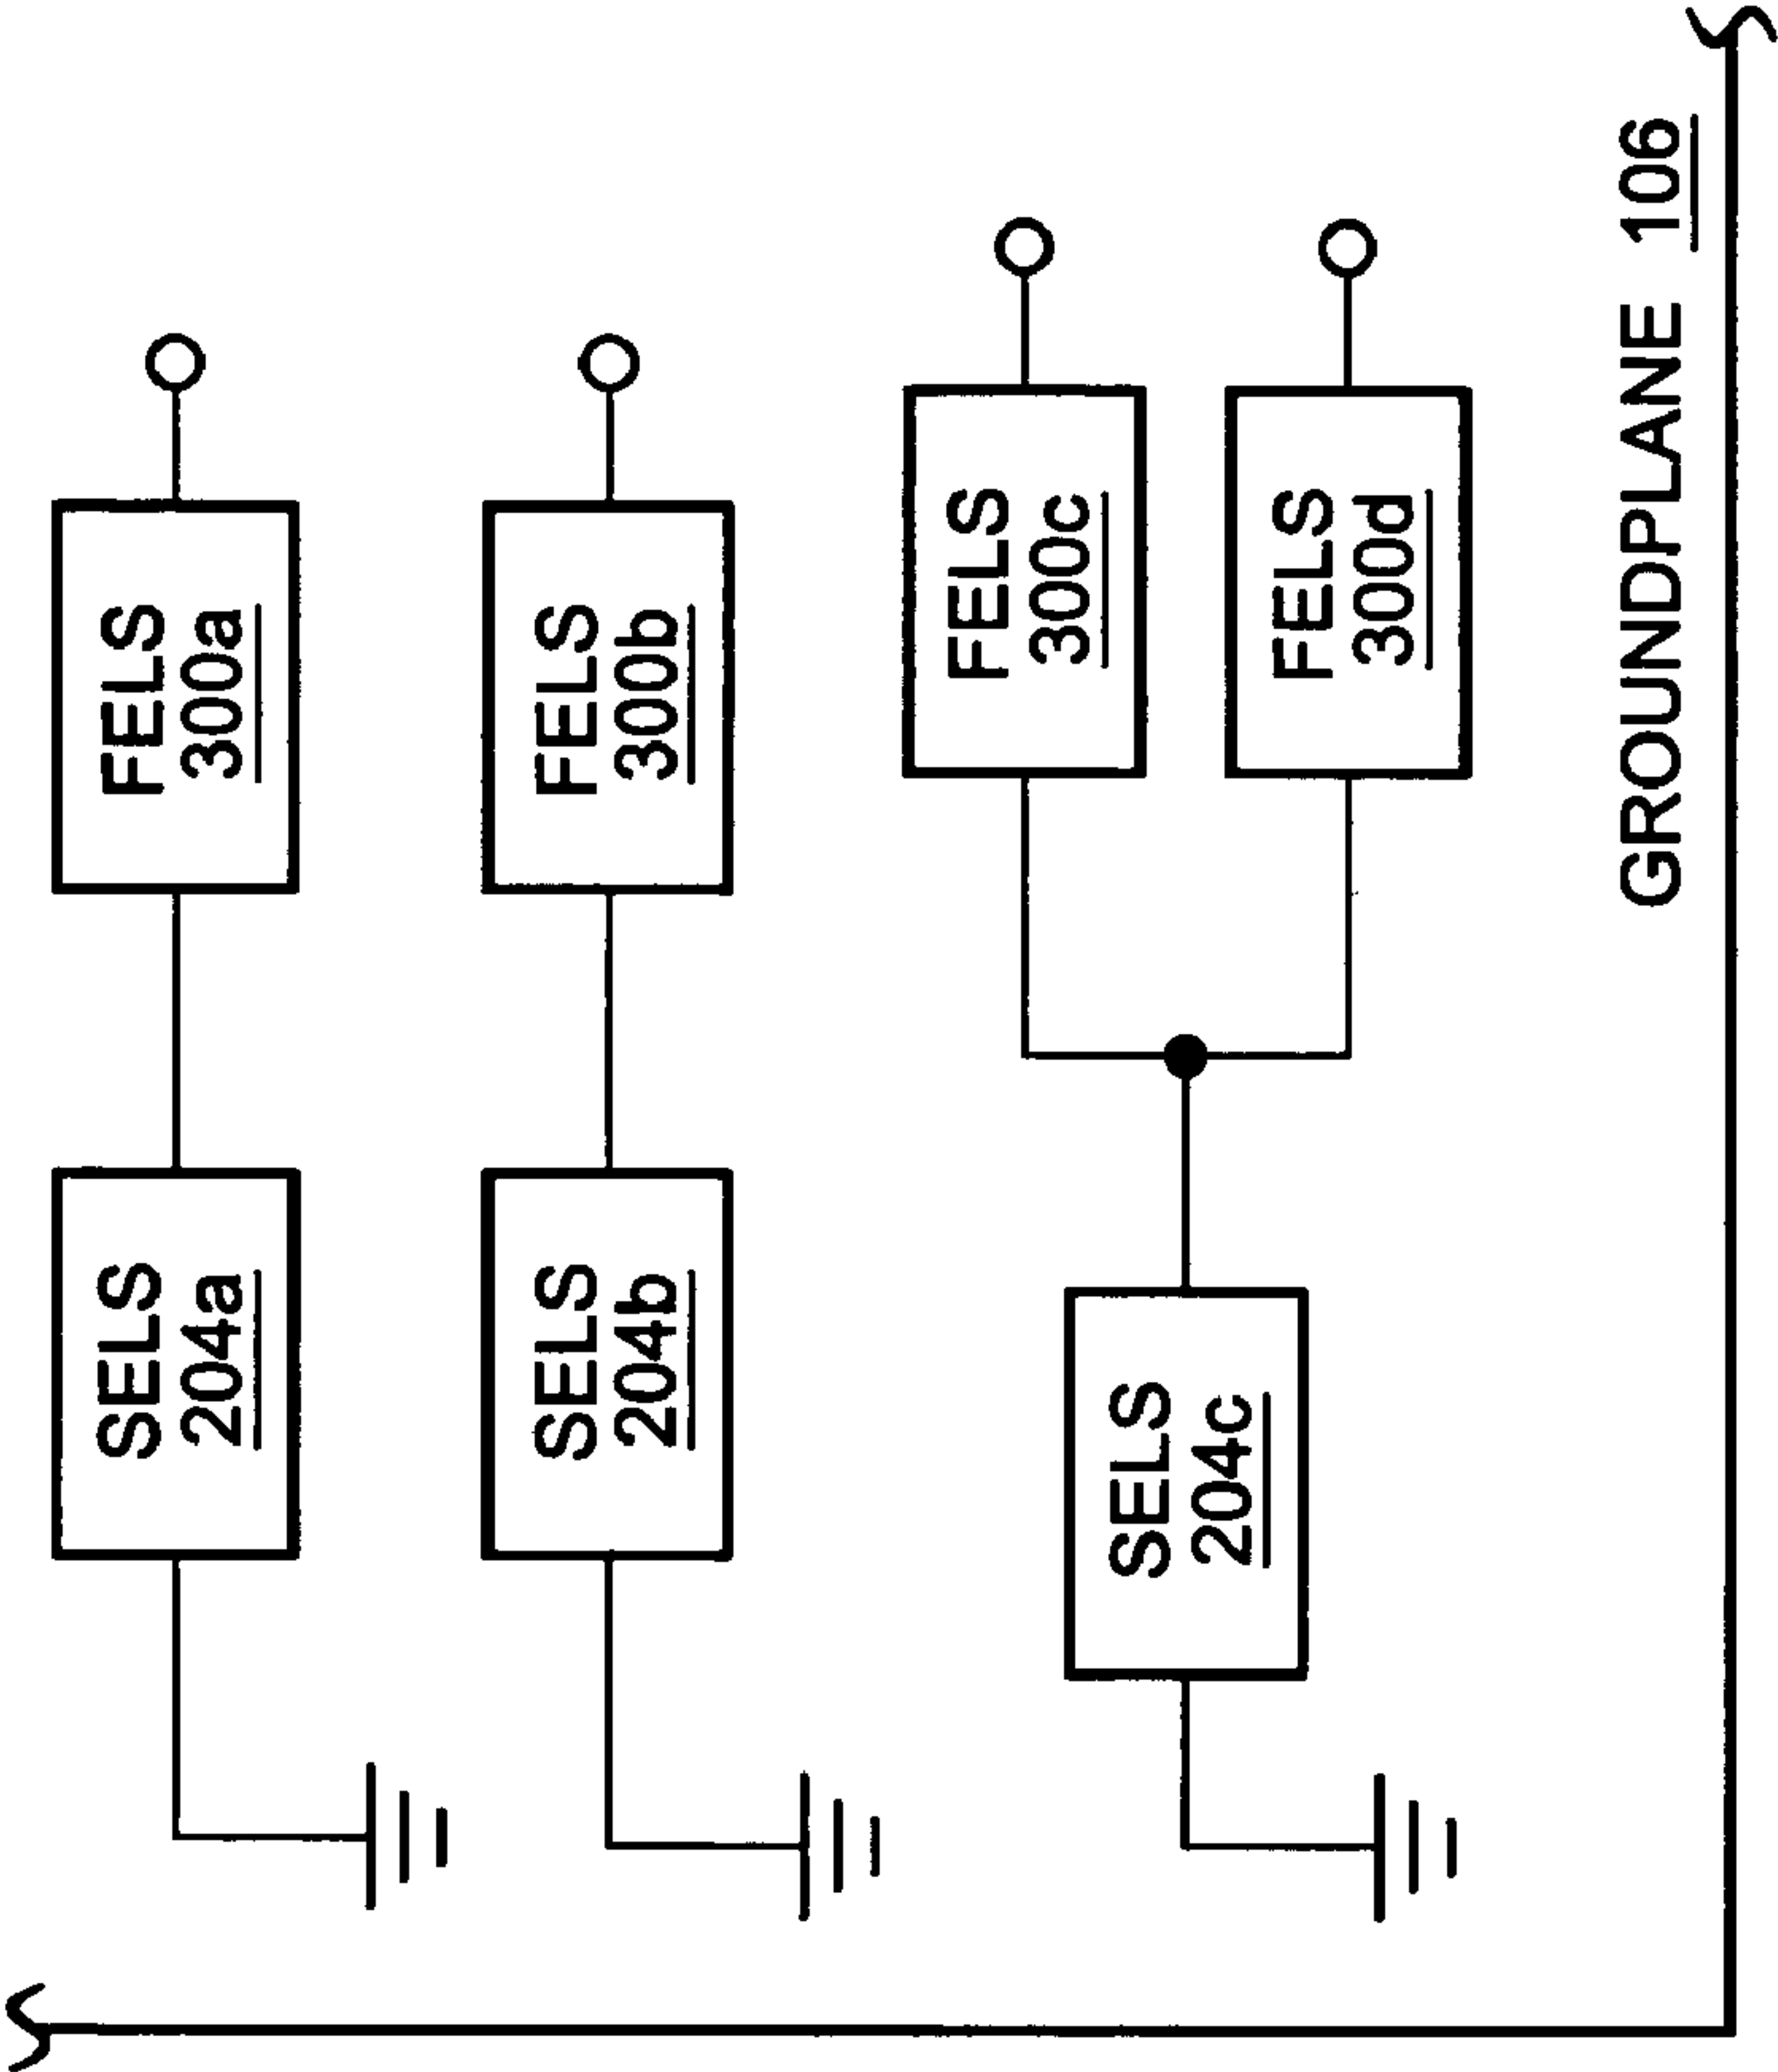 FELS
300a
FELS
300b
FELS
300c
FELS
300d
SELS
204a
SELS
204b
SELS
204c
GROUNDPLANE 106